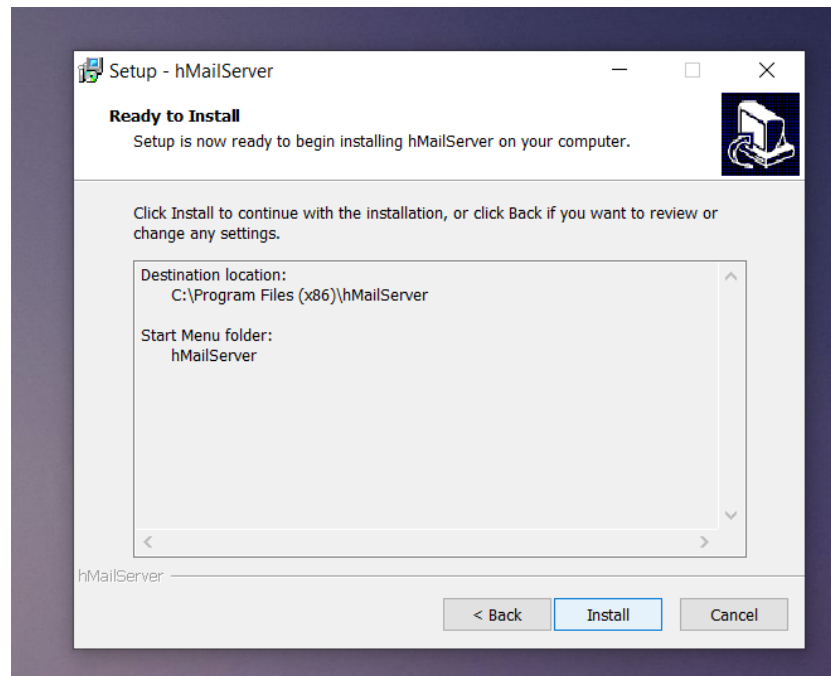 Setup - hMailServer
Ready to Install
Setup is now ready to begin installing hMailServer on your computer.
Click Install to continue with the installation, or click Back if you want to review or
change any settings.
Destination location:
C:\Program Files (x86)\hMailServer
Start Menu folder:
hMailServer
hMailServer
< Back
Install
Cancel